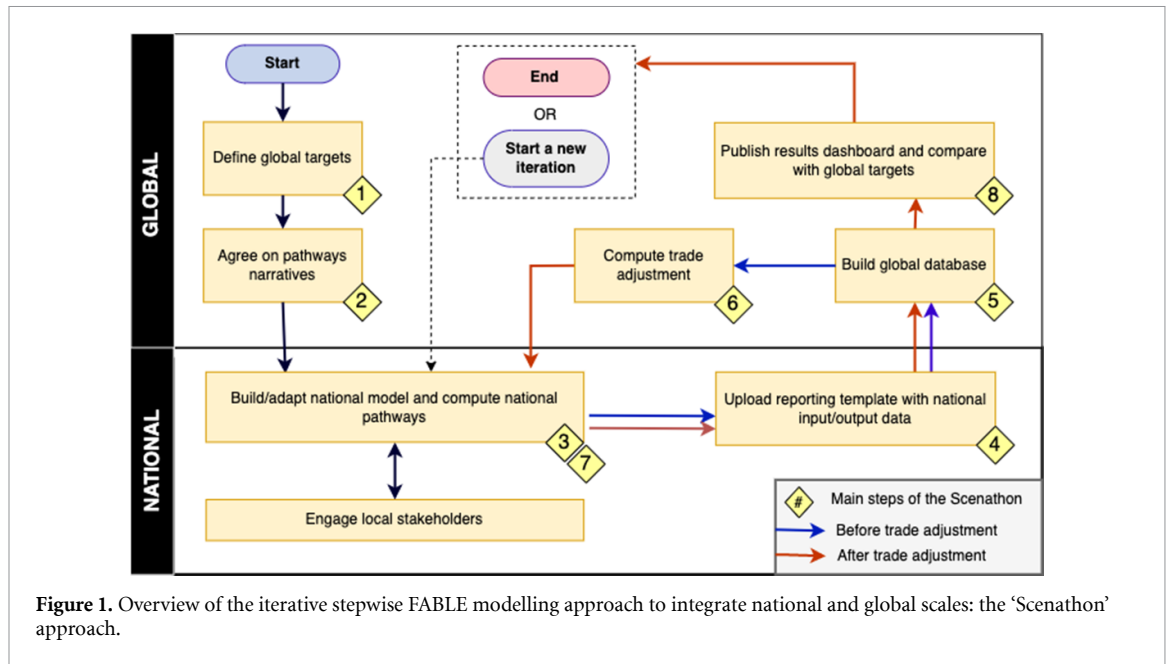 GLOBAL
Start
Define global targets
1
Agree on pathways
narratives
2
End
OR
Start a new
iteration
Publish results dashboard and compare
with global targets
8
Compute trade
adjustment
6
Build global database
5
NATIONAL
Build/adapt national model and compute national
pathways
3
7
Upload reporting template with national
input/output data
4
Engage local stakeholders
# Main steps of the Scenathon
Before trade adjustment
After trade adjustment
Figure 1. Overview of the iterative stepwise FABLE modelling approach to integrate national and global scales: the ‘Scenathon’
approach.